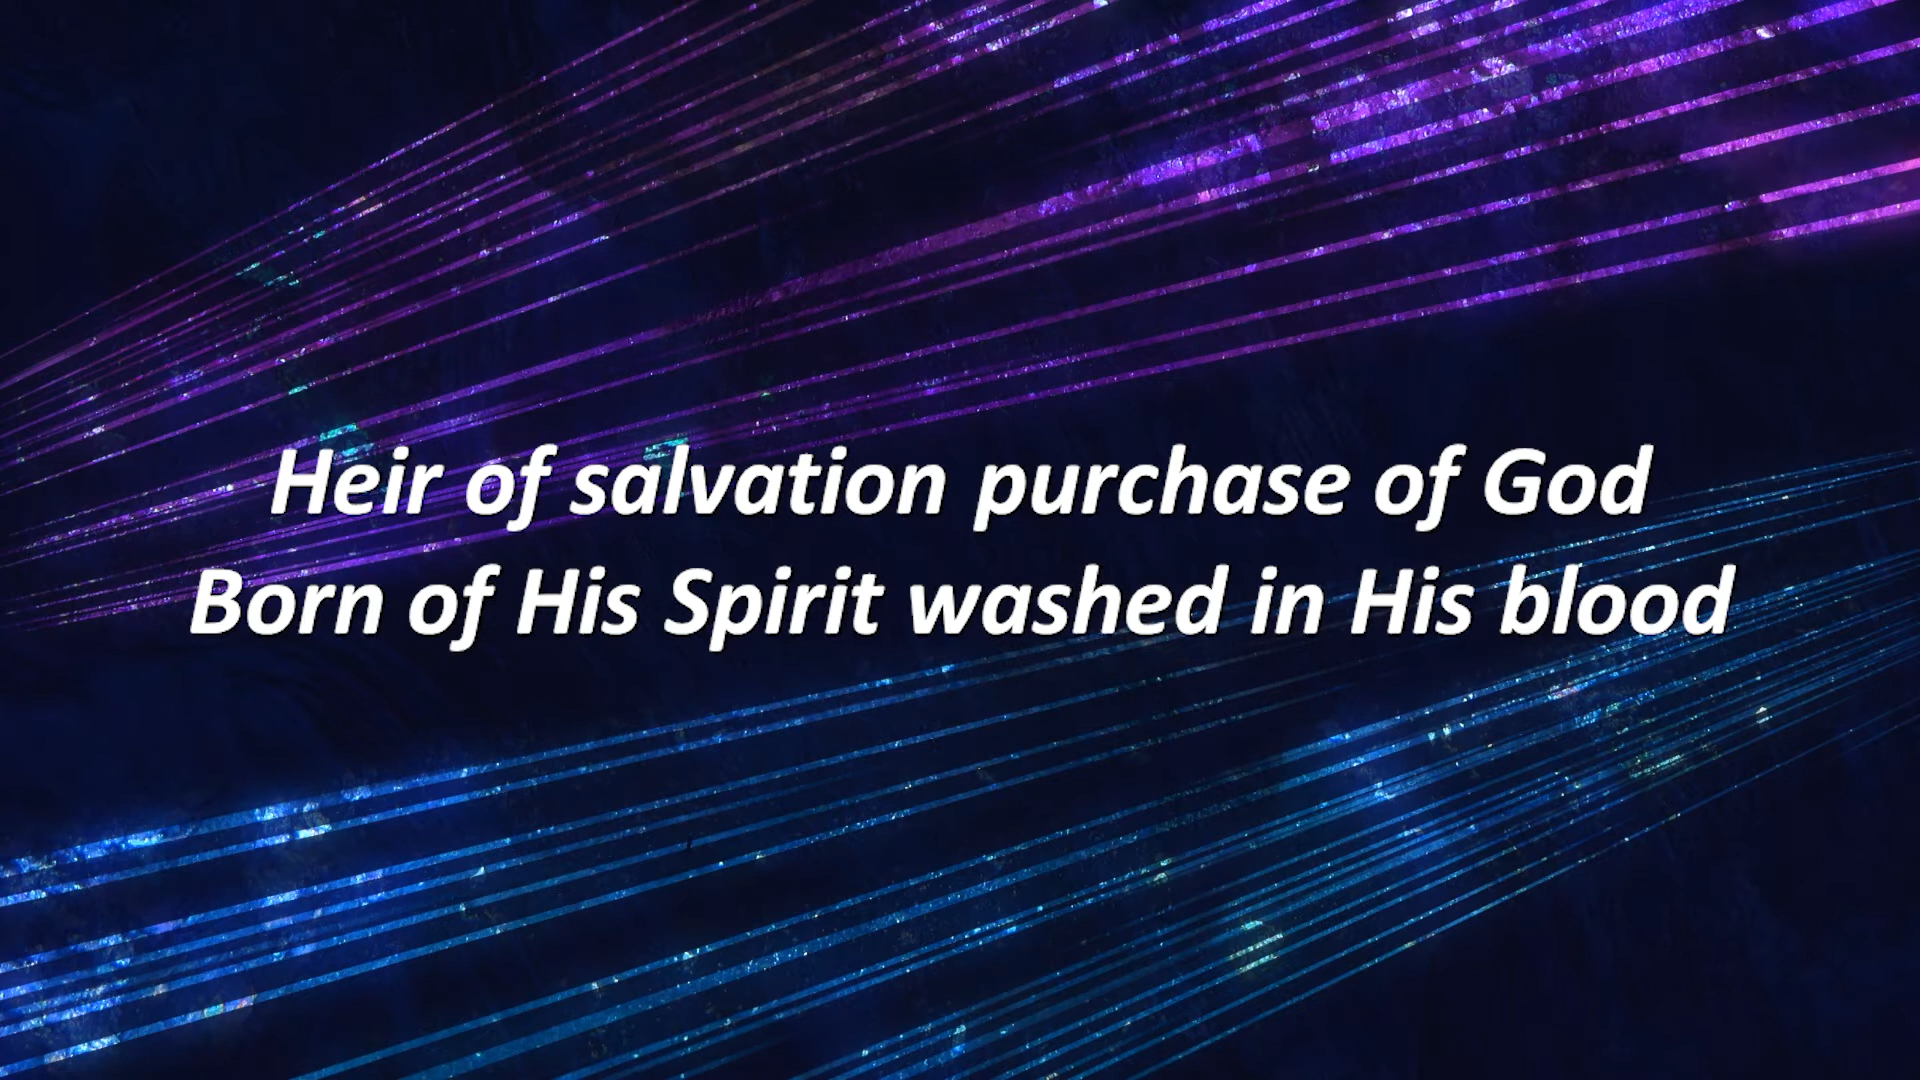 Heir of salvation purchase of God
Born of His Spirit washed in His blood